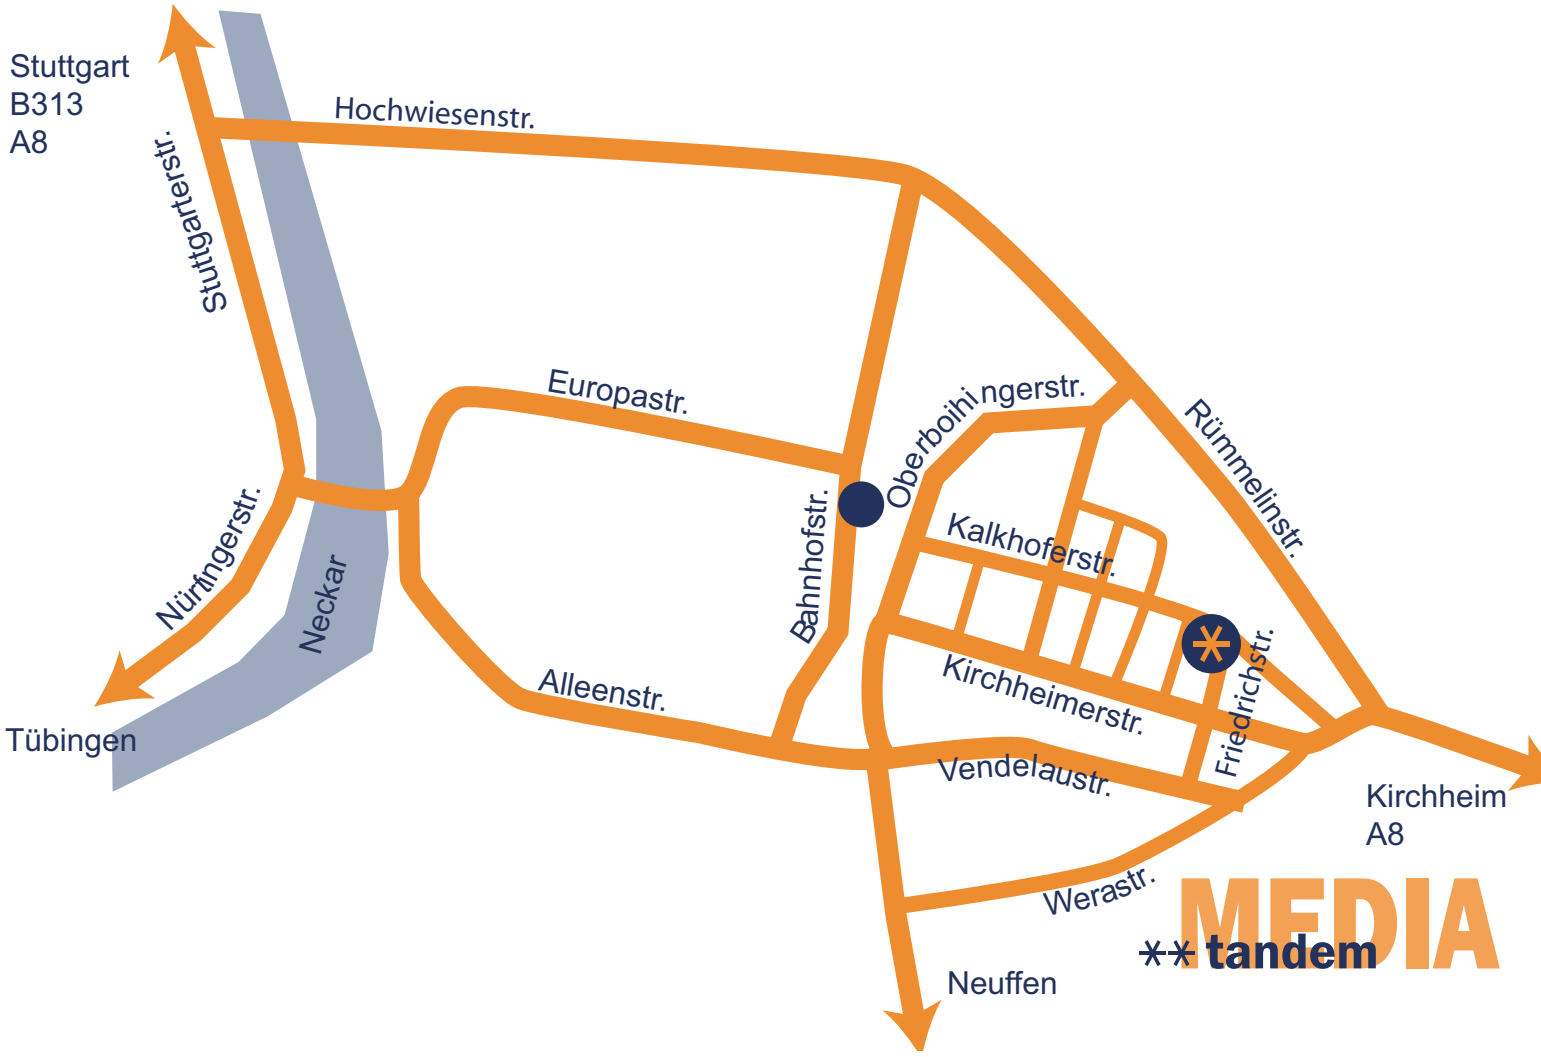 Stuttgart
B313
A8
Hochwiesenstr.
Stuttgarterstr.
Europastr.
Oberboihingerstr.
Rümmelinstr.
Nürtingerstr.
Neckar
Bahnhofstr.
Kalkhoferstr.
Friedrichstr.
Kirchheimerstr.
Alleenstr.
Tübingen
Vendelaustr.
Kirchheim
A8
Werastr.
MEDIA
** tandem
Neuffen